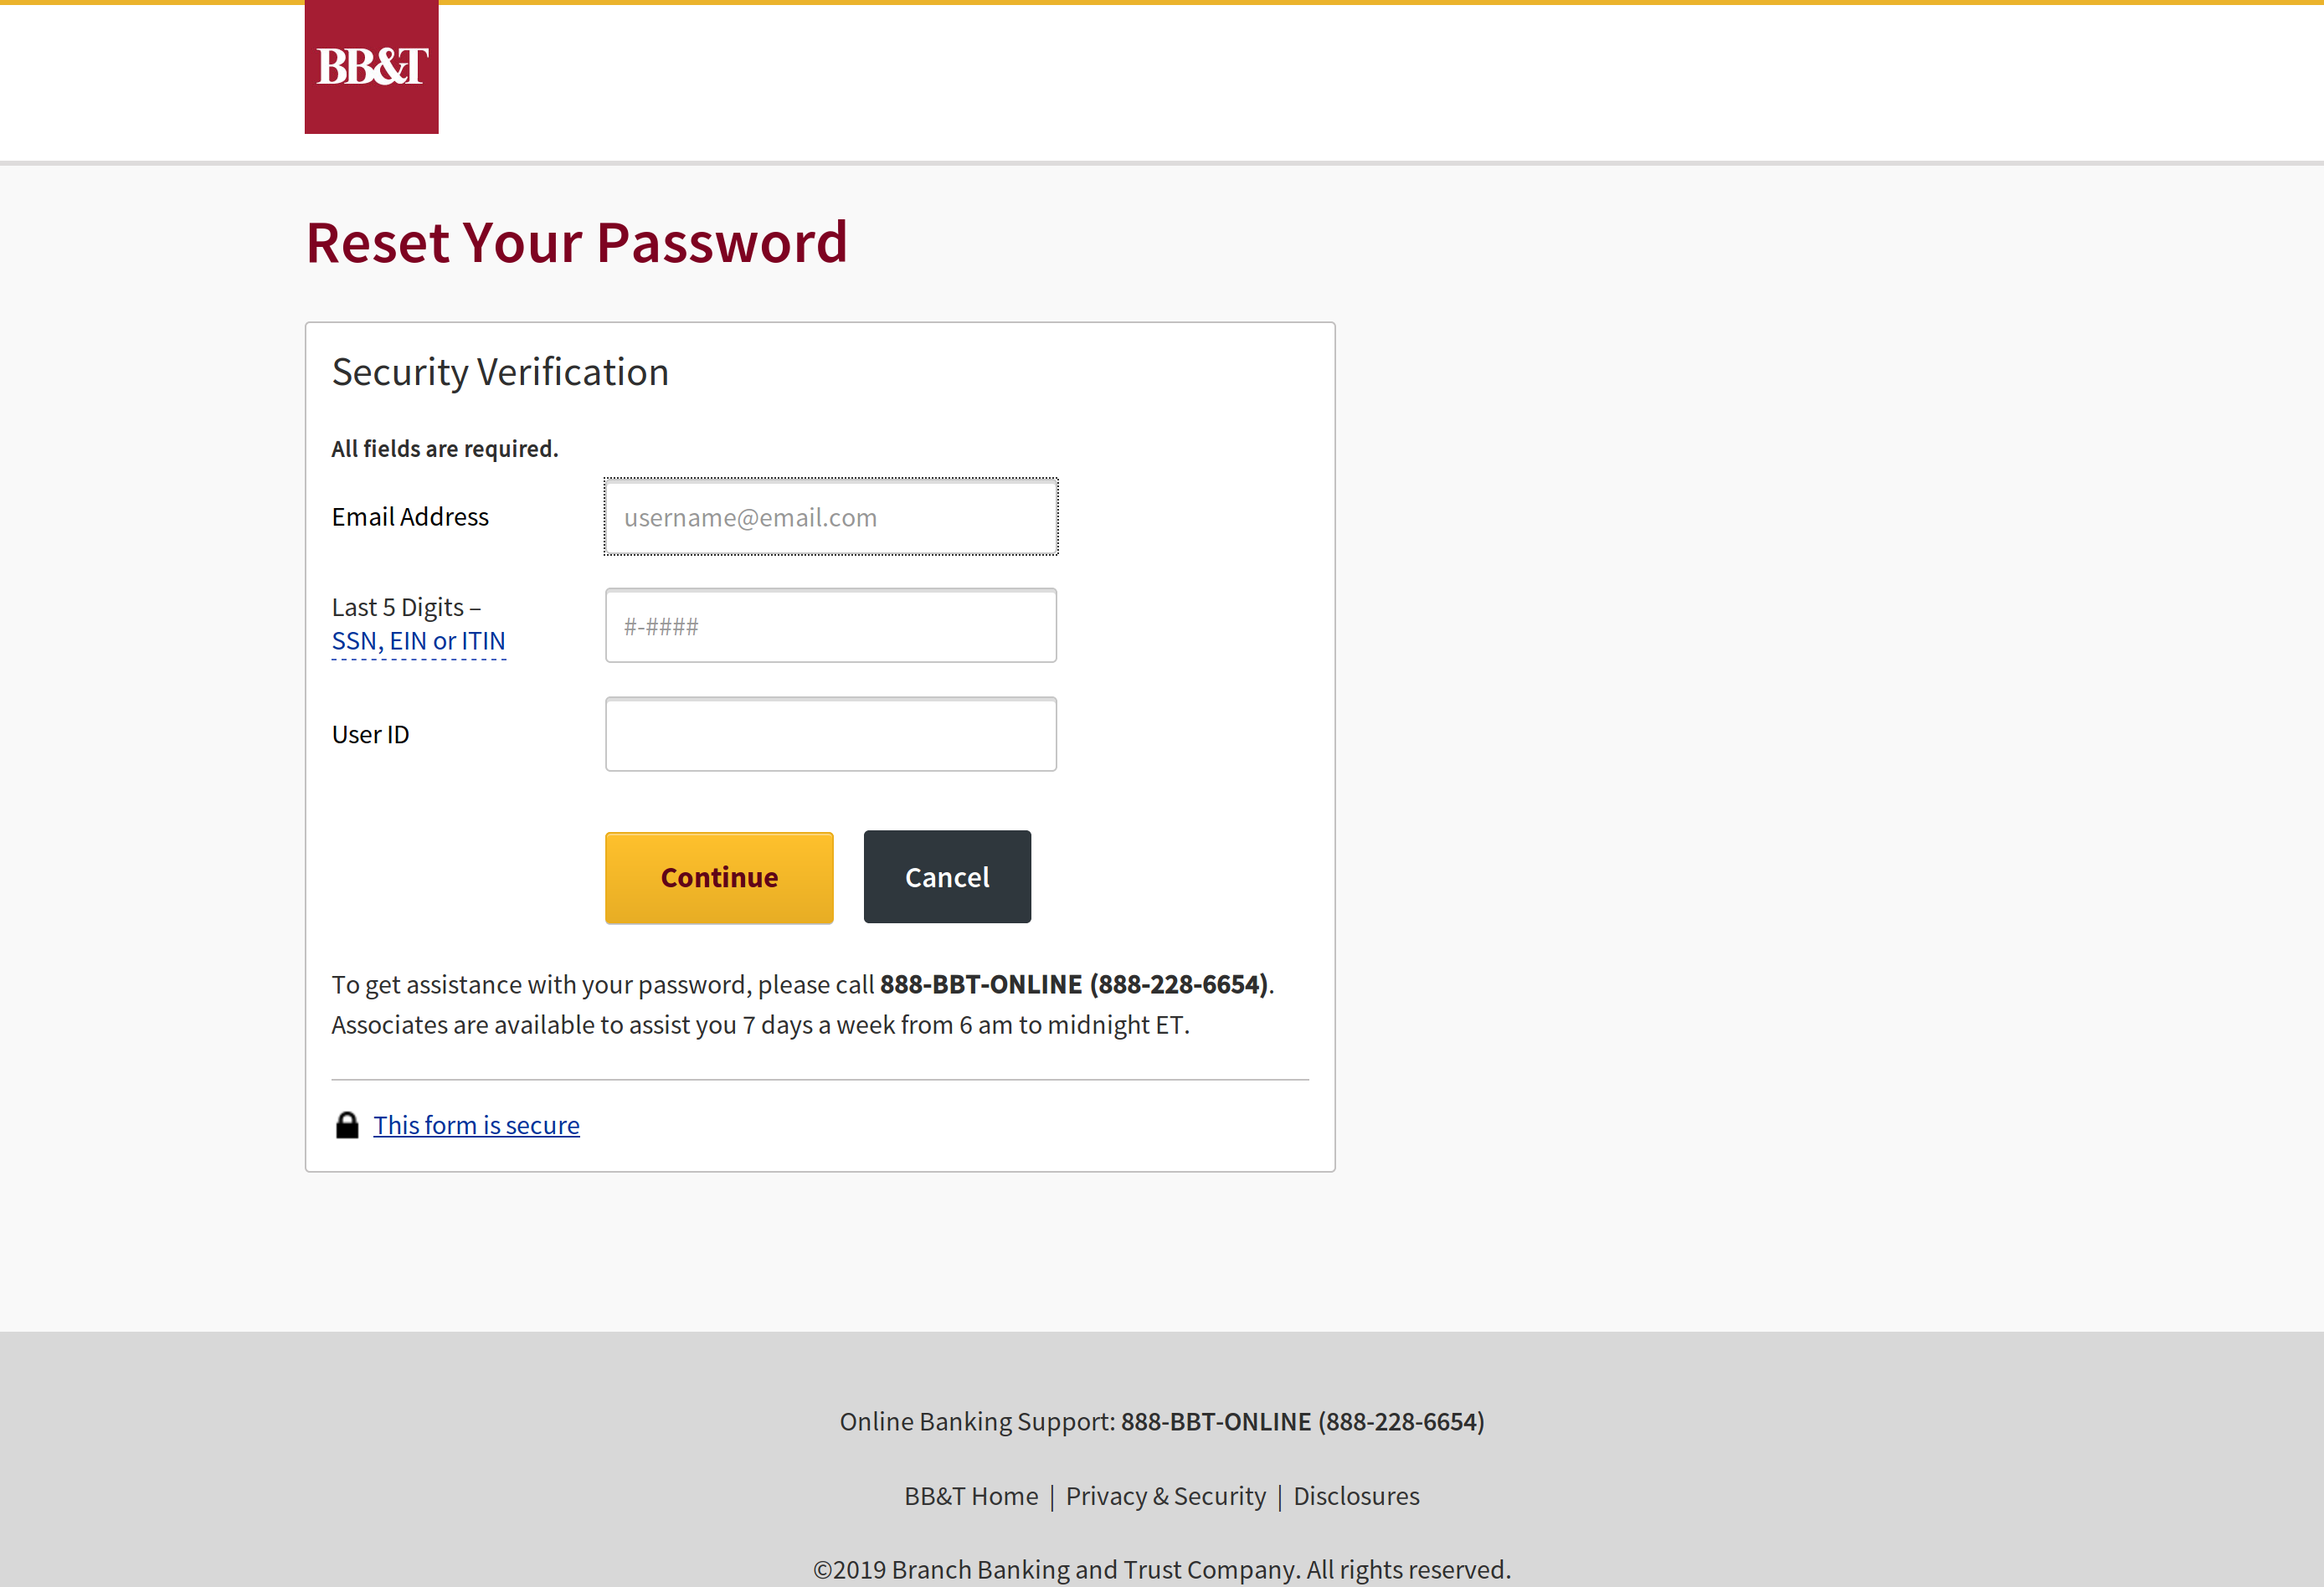 BB&T
Reset Your Password
Security Verification
All fields are required.
Email Address
username@email.com
Last 5 Digits –
SSN, EIN or ITIN
#-####
User ID
Continue
Cancel
To get assistance with your password, please call 888-BBT-ONLINE (888-228-6654).
Associates are available to assist you 7 days a week from 6 am to midnight ET.
This form is secure
Online Banking Support: 888-BBT-ONLINE (888-228-6654)
BB&T Home | Privacy & Security | Disclosures
©2019 Branch Banking and Trust Company. All rights reserved.